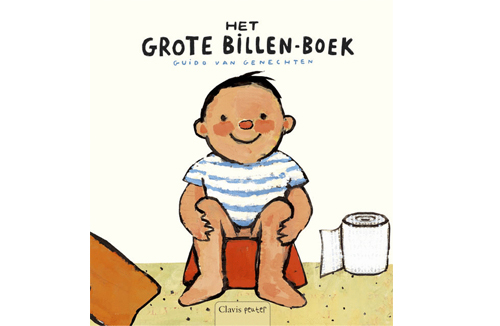 HET
GROTE BILLEN-BOEK
GUIDO VAN GENECHTEN
Clavis peuter